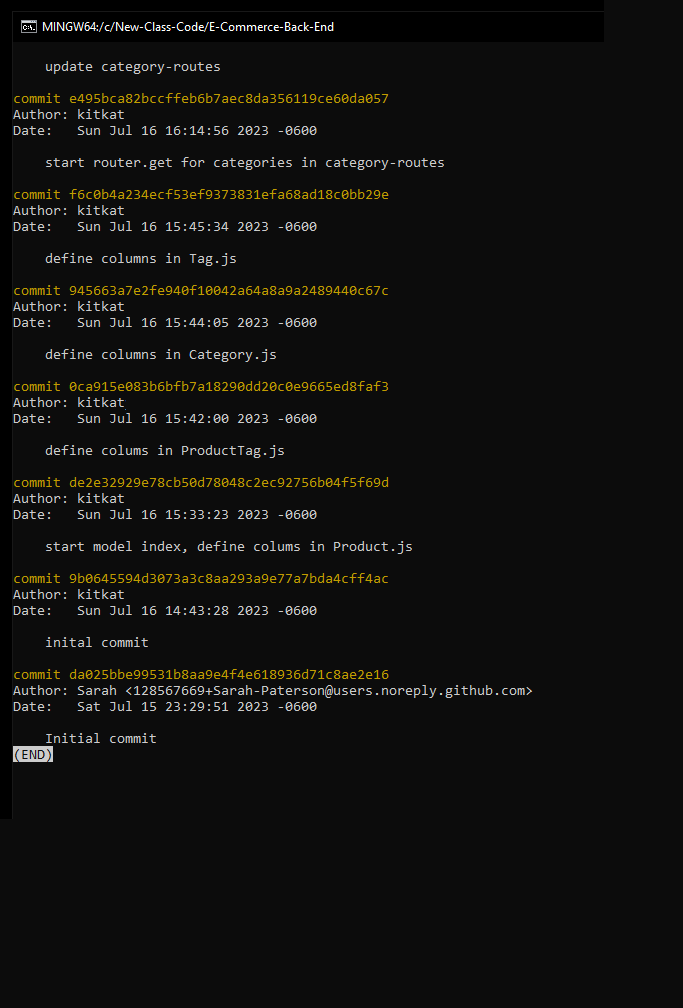 MINGW64:/c/New-Class-Code/E-Commerce-Back-End
update category-routes
commit e495bca82bccffeb6b7aec8da356119ce60da057
Author: kitkat
Date:   Sun Jul 16 16:14:56 2023 -0600
start router.get for categories in category-routes
commit f6c0b4a234ecf53ef9373831efa68ad18c0bb29e
Author: kitkat
Date:   Sun Jul 16 15:45:34 2023 -0600
define columns in Tag.js
commit 945663a7e2fe940f10042a64a8a9a2489440c67c
Author: kitkat
Date:   Sun Jul 16 15:44:05 2023 -0600
define columns in Category.js
commit 0ca915e083b6bfb7a18290dd20c0e9665ed8faf3
Author: kitkat
Date:   Sun Jul 16 15:42:00 2023 -0600
define colums in ProductTag.js
commit de2e32929e78cb50d78048c2ec92756b04f5f69d
Author: kitkat
Date:   Sun Jul 16 15:33:23 2023 -0600
start model index, define colums in Product.js
commit 9b0645594d3073a3c8aa293a9e77a7bda4cff4ac
Author: kitkat
Date:   Sun Jul 16 14:43:28 2023 -0600
inital commit
commit da025bbe99531b8aa9e4f4e618936d71c8ae2e16
Author: Sarah <128567669+Sarah-Paterson@users.noreply.github.com>
Date:   Sat Jul 15 23:29:51 2023 -0600
Initial commit
(END)